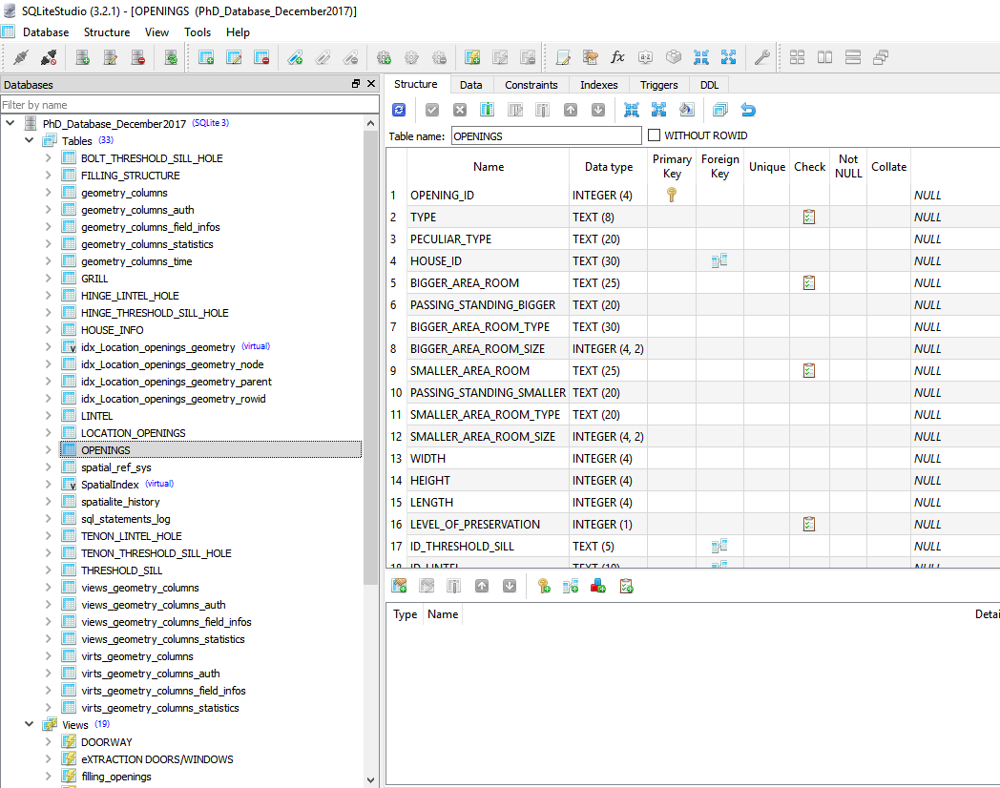 SQLiteStudio (3.2.1) - [OPENINGS (PhD_Database_December2017)]
Database Structure View Tools Help
Databases
Filter by name
PhD_Database_December2017 (SQLite 3)
Tables (33)
BOLT_THRESHOLD_SILL_HOLE
FILLING_STRUCTURE
geometry_columns
geometry_columns_auth
geometry_columns_field_infos
geometry_columns_statistics
geometry_columns_time
GRILL
HINGE_LINTEL_HOLE
HINGE_THRESHOLD_SILL_HOLE
HOUSE_INFO
idx_Location_openings_geometry (virtual)
idx_Location_openings_geometry_node
idx_Location_openings_geometry_parent
idx_Location_openings_geometry_rowid
LINTEL
LOCATION_OPENINGS
OPENINGS
spatial_ref_sys
SpatialIndex (virtual)
spatialite_history
sql_statements_log
TENON_LINTEL_HOLE
TENON_THRESHOLD_SILL_HOLE
THRESHOLD_SILL
views_geometry_columns
views_geometry_columns_auth
views_geometry_columns_field_infos
views_geometry_columns_statistics
virts_geometry_columns
virts_geometry_columns_auth
virts_geometry_columns_field_infos
virts_geometry_columns_statistics
Views (19)
DOORWAY
eXTRACTION DOORS/WINDOWS
filling_openings
Structure Data Constraints Indexes Triggers DDL
Table name: OPENINGS WITHOUT ROWID
Name Data type Primary Key Foreign Key Unique Check Not NULL Collate
1 OPENING_ID INTEGER (4) NULL
2 TYPE TEXT (8) NULL
3 PECULIAR_TYPE TEXT (20) NULL
4 HOUSE_ID TEXT (30) NULL
5 BIGGER_AREA_ROOM TEXT (25) NULL
6 PASSING_STANDING_BIGGER TEXT (20) NULL
7 BIGGER_AREA_ROOM_TYPE TEXT (30) NULL
8 BIGGER_AREA_ROOM_SIZE INTEGER (4, 2) NULL
9 SMALLER_AREA_ROOM TEXT (25) NULL
10 PASSING_STANDING_SMALLER TEXT (20) NULL
11 SMALLER_AREA_ROOM_TYPE TEXT (20) NULL
12 SMALLER_AREA_ROOM_SIZE INTEGER (4, 2) NULL
13 WIDTH INTEGER (4) NULL
14 HEIGHT INTEGER (4) NULL
15 LENGTH INTEGER (4) NULL
16 LEVEL_OF_PRESERVATION INTEGER (1) NULL
17 ID_THRESHOLD_SILL TEXT (5) NULL
18 ID_LINTEL TEXT (10) NULL
Type Name Detai